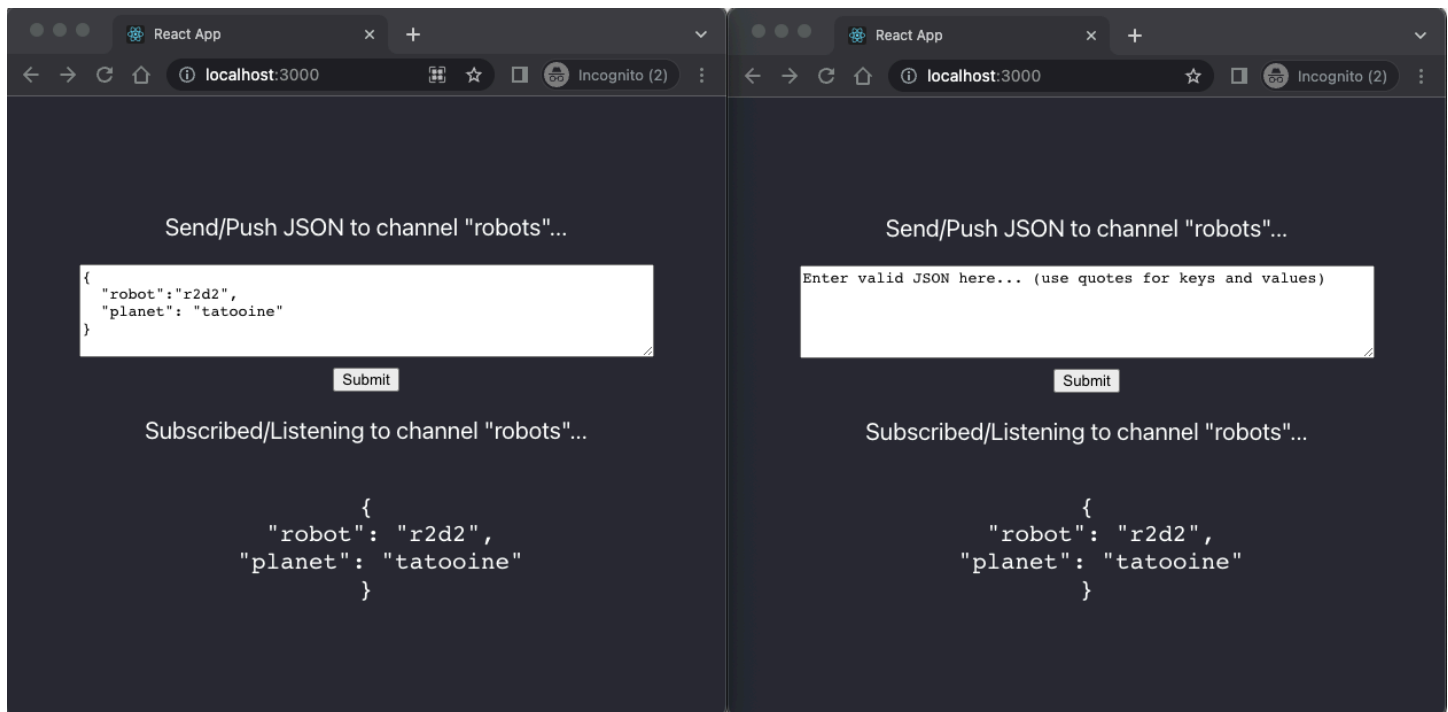 React App
localhost:3000
Incognito (2)
Send/Push JSON to channel "robots"...
{
  "robot":"r2d2",
  "planet": "tatooine"
}
Submit
Subscribed/Listening to channel "robots"...
{
"robot": "r2d2",
"planet": "tatooine"
}
React App
localhost:3000
Incognito (2)
Send/Push JSON to channel "robots"...
Enter valid JSON here... (use quotes for keys and values)
Submit
Subscribed/Listening to channel "robots"...
{
"robot": "r2d2",
"planet": "tatooine"
}